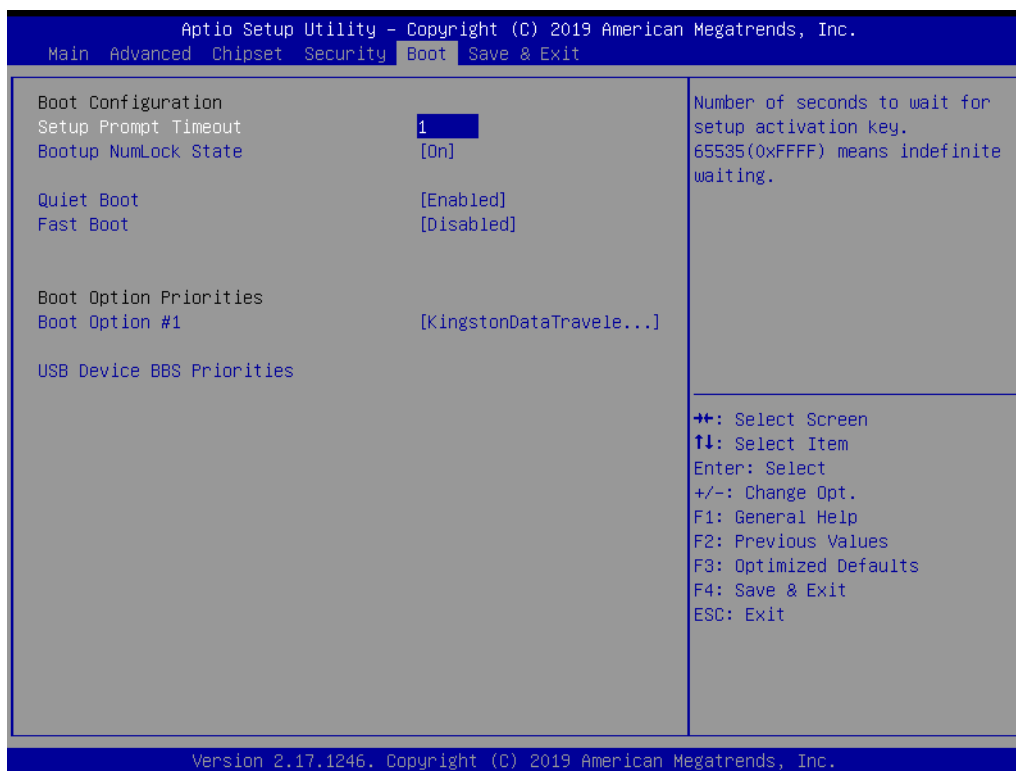 Aptio Setup Utility – Copyright (C) 2019 American Megatrends, Inc.
Main Advanced Chipset Security Boot Save & Exit
Boot Configuration
Setup Prompt Timeout 1
Bootup NumLock State [On]
Quiet Boot [Enabled]
Fast Boot [Disabled]
Boot Option Priorities
Boot Option #1 [KingstonDataTravele...]
USB Device BBS Priorities
Number of seconds to wait for
setup activation key.
65535(0xFFFF) means indefinite
waiting.
→←: Select Screen
↑↓: Select Item
Enter: Select
+/-: Change Opt.
F1: General Help
F2: Previous Values
F3: Optimized Defaults
F4: Save & Exit
ESC: Exit
Version 2.17.1246. Copyright (C) 2019 American Megatrends, Inc.